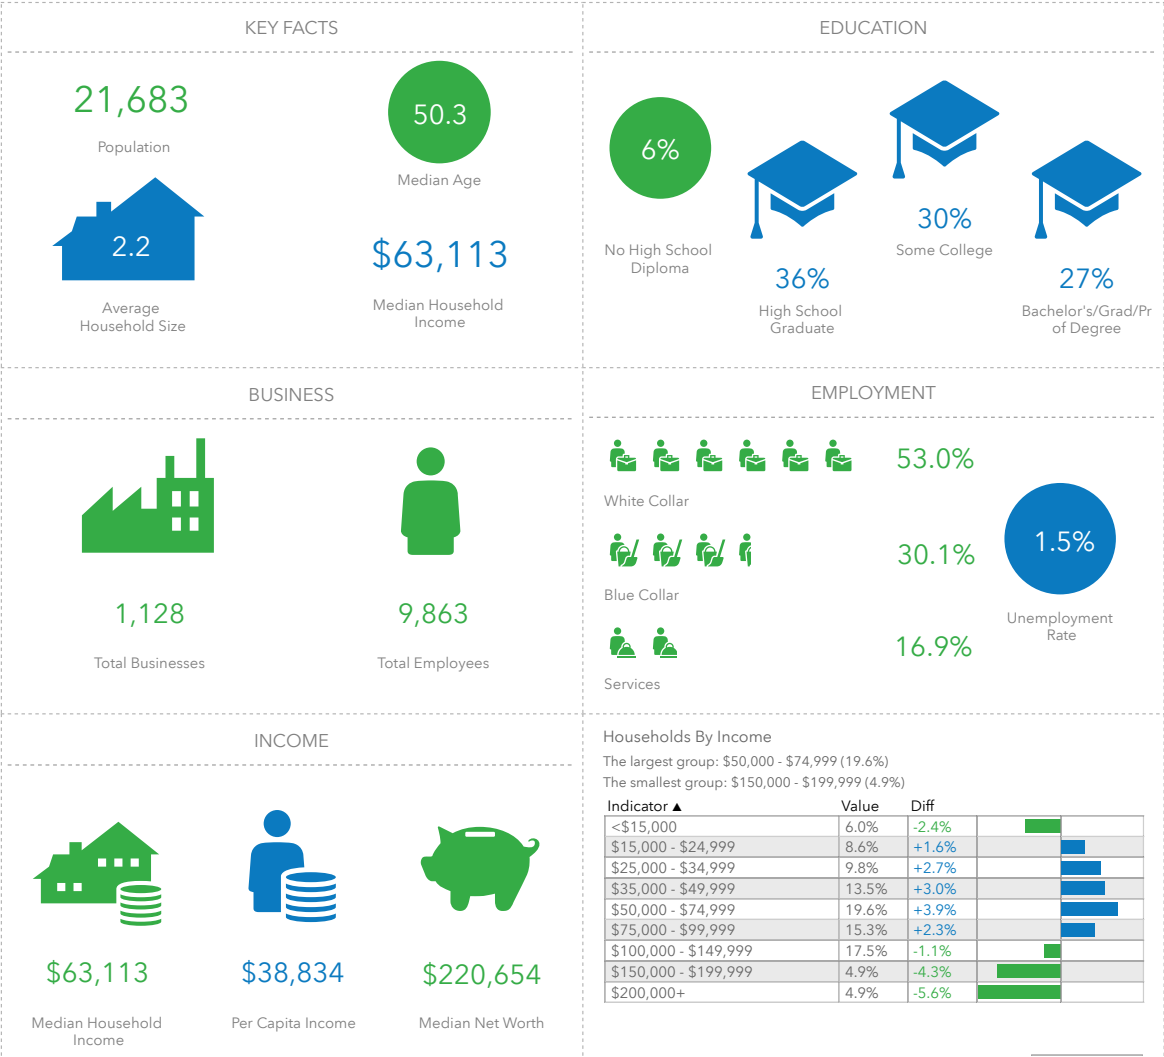 KEY FACTS
21,683
Population
50.3
Median Age
2.2
Average
Household Size
$63,113
Median Household
Income
EDUCATION
6%
No High School
Diploma
36%
High School
Graduate
30%
Some College
27%
Bachelor's/Grad/Pr
of Degree
BUSINESS
1,128
Total Businesses
9,863
Total Employees
EMPLOYMENT
53.0%
White Collar
30.1%
Blue Collar
16.9%
Services
1.5%
Unemployment
Rate
INCOME
$63,113
Median Household
Income
$38,834
Per Capita Income
$220,654
Median Net Worth
Households By Income
The largest group: $50,000 - $74,999 (19.6%)
The smallest group: $150,000 - $199,999 (4.9%)
Indicator ▲ Value Diff
<$15,000 6.0% -2.4%
$15,000 - $24,999 8.6% +1.6%
$25,000 - $34,999 9.8% +2.7%
$35,000 - $49,999 13.5% +3.0%
$50,000 - $74,999 19.6% +3.9%
$75,000 - $99,999 15.3% +2.3%
$100,000 - $149,999 17.5% -1.1%
$150,000 - $199,999 4.9% -4.3%
$200,000+ 4.9% -5.6%